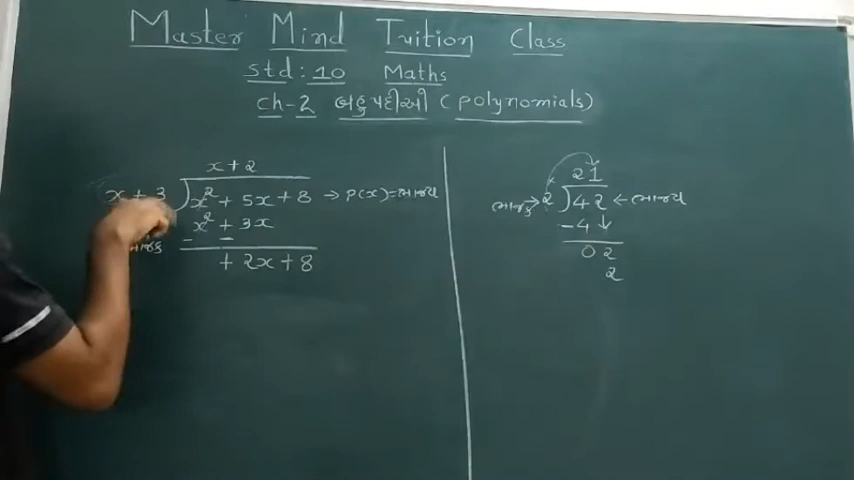 Master Mind Tuition Class
std: 10 Maths
ch-2 બહુપદીઓ (polynomials)
x + 2
x + 3 ) x² + 5x + 8 → P(x) = ભાજ્ય
x² + 3x
ભાજક
- -
+ 2x + 8
21
ભાજક → 2 ) 42 ← ભાજ્ય
-4 ↓
02
2